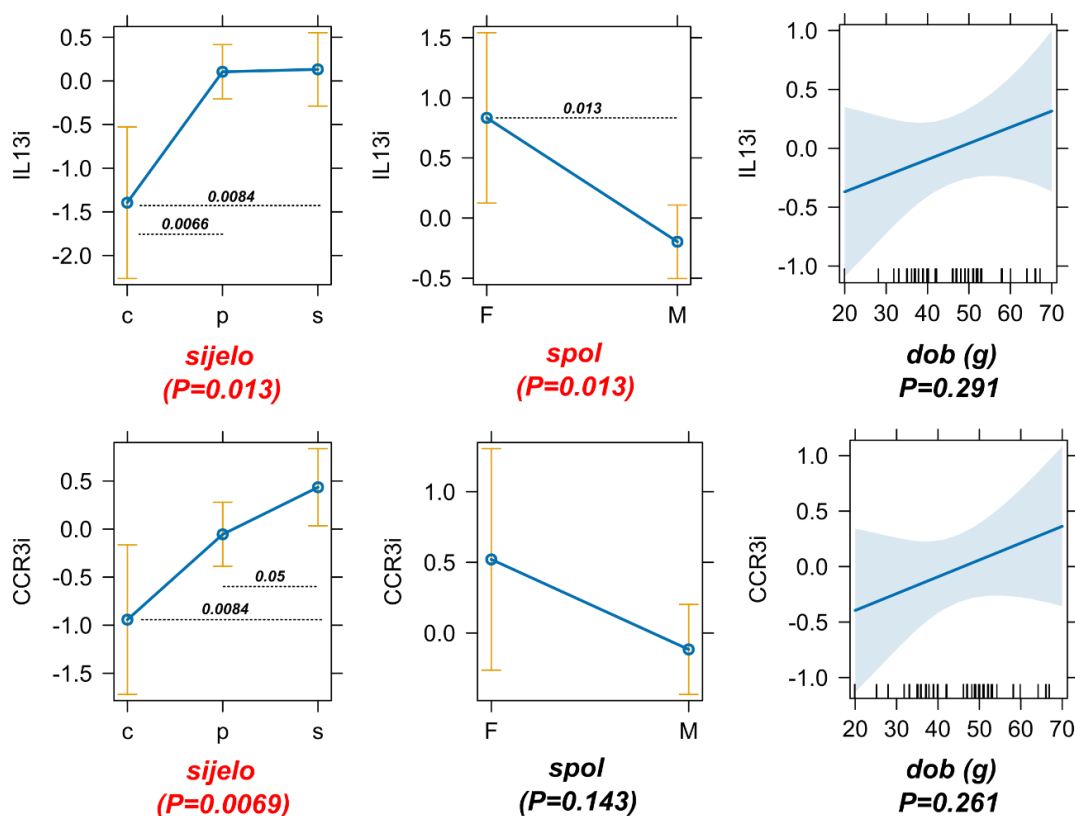 IL13i
0.5
0.0
-0.5
-1.0
-1.5
-2.0
0.0084
0.0066
c p s
sijelo
(P=0.013)
IL13i
1.5
1.0
0.5
0.0
-0.5
0.013
F M
spol
(P=0.013)
IL13i
1.0
0.5
0.0
-0.5
-1.0
20 30 40 50 60 70
dob (g)
P=0.291
CCR3i
0.5
0.0
-0.5
-1.0
-1.5
0.05
0.0084
c p s
sijelo
(P=0.0069)
CCR3i
1.0
0.5
0.0
F M
spol
(P=0.143)
CCR3i
1.0
0.5
0.0
-0.5
-1.0
20 30 40 50 60 70
dob (g)
P=0.261